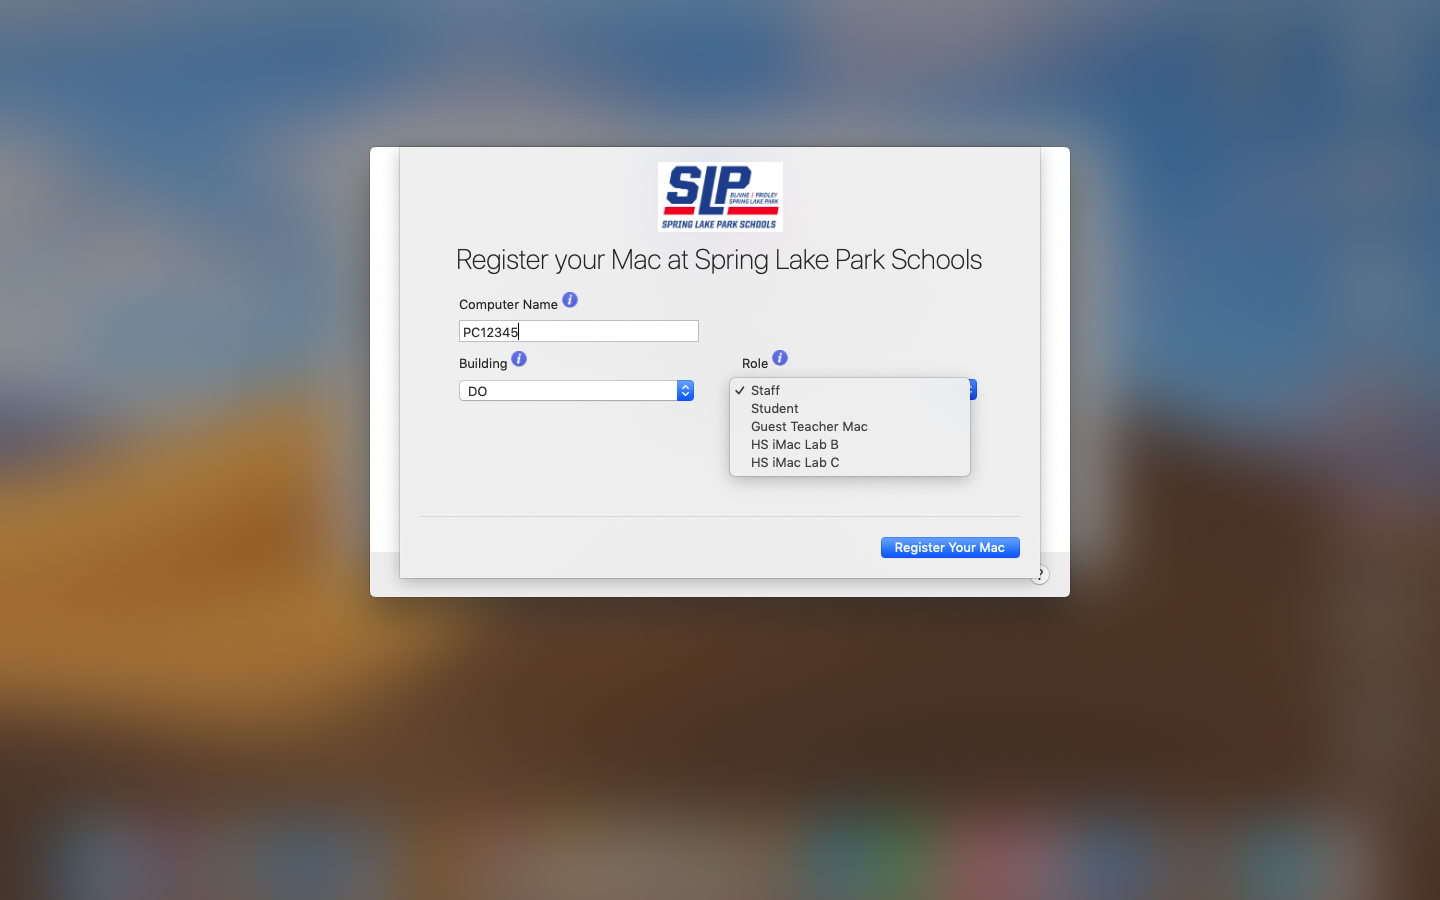 SLP
BLAINE | FRIDLEY
SPRING LAKE PARK
SPRING LAKE PARK SCHOOLS
Register your Mac at Spring Lake Park Schools
Computer Name i
PC12345
Building i
Role i
DO
✓ Staff
Student
Guest Teacher Mac
HS iMac Lab B
HS iMac Lab C
Register Your Mac
?